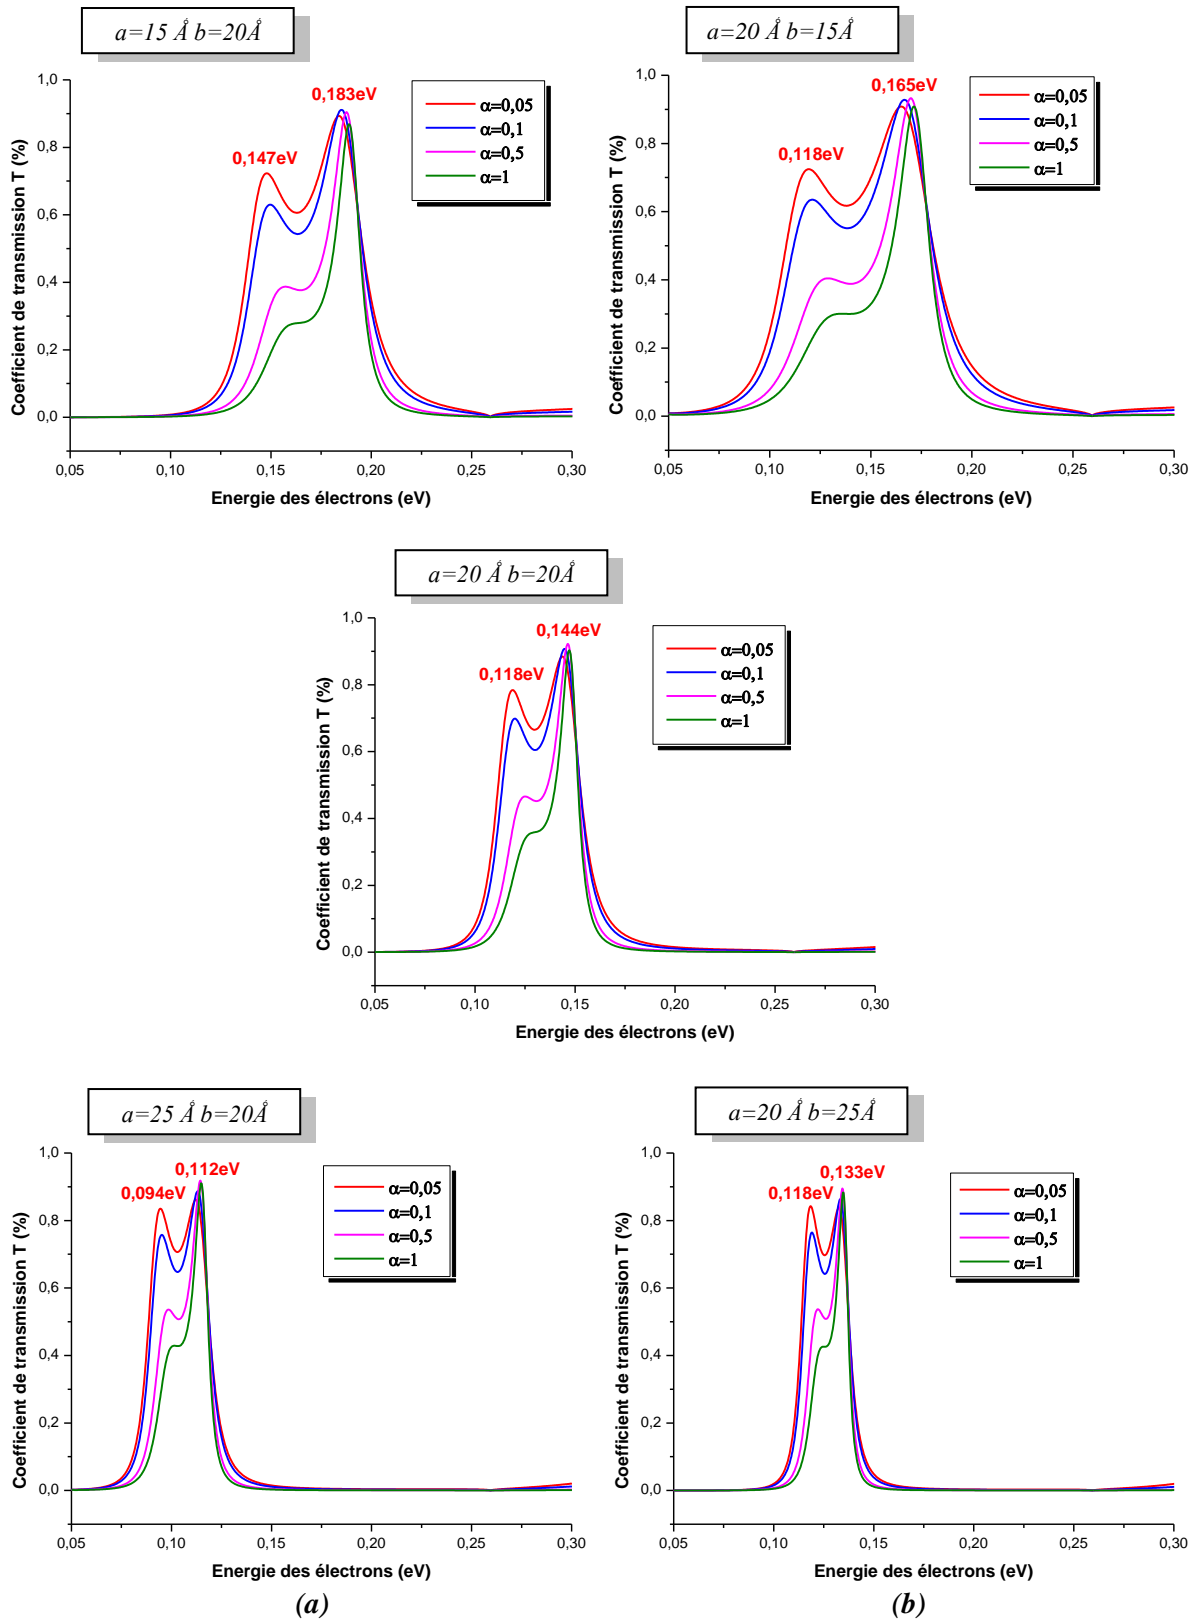 a=15 Å b=20Å
1,0
0,8
0,6
0,4
0,2
0,0
0,05 0,10 0,15 0,20 0,25 0,30
Coefficient de transmission T (%)
Energie des électrons (eV)
0,147eV
0,183eV
α=0,05
α=0,1
α=0,5
α=1
a=20 Å b=15Å
1,0
0,8
0,6
0,4
0,2
0,0
0,05 0,10 0,15 0,20 0,25 0,30
Coefficient de transmission T (%)
Energie des électrons (eV)
0,118eV
0,165eV
α=0,05
α=0,1
α=0,5
α=1
a=20 Å b=20Å
1,0
0,8
0,6
0,4
0,2
0,0
0,05 0,10 0,15 0,20 0,25 0,30
Coefficient de transmission T (%)
Energie des électrons (eV)
0,118eV
0,144eV
α=0,05
α=0,1
α=0,5
α=1
a=25 Å b=20Å
1,0
0,8
0,6
0,4
0,2
0,0
0,05 0,10 0,15 0,20 0,25 0,30
Coefficient de transmission T (%)
Energie des électrons (eV)
0,094eV
0,112eV
α=0,05
α=0,1
α=0,5
α=1
(a)
a=20 Å b=25Å
1,0
0,8
0,6
0,4
0,2
0,0
0,05 0,10 0,15 0,20 0,25 0,30
Coefficient de transmission T (%)
Energie des électrons (eV)
0,118eV
0,133eV
α=0,05
α=0,1
α=0,5
α=1
(b)